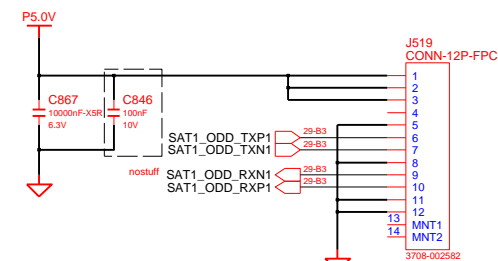 P5.0V
J519
CONN-12P-FPC
C867
10000nF-X5R
6.3V
C846
100nF
10V
nostuff
1
2
3
4
5
SAT1_ODD_TXP1 29-B3 6
SAT1_ODD_TXN1 29-B3 7
8
SAT1_ODD_RXN1 29-B3 9
SAT1_ODD_RXP1 29-B3 10
11
12
13 MNT1
14 MNT2
3708-002582